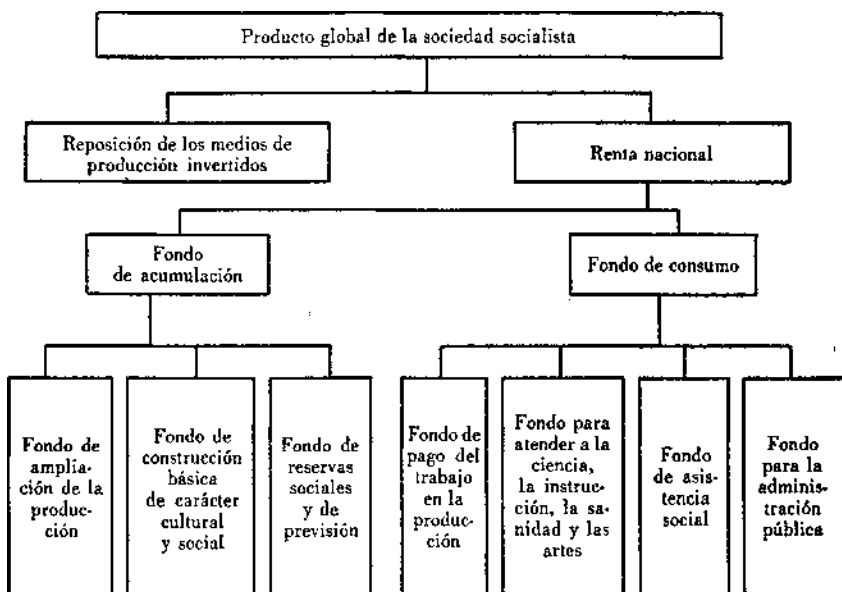 Producto global de la sociedad socialista
Reposición de los medios de
producción invertidos
Renta nacional
Fondo
de acumulación
Fondo de consumo
Fondo de
amplia-
ción de la
produc-
ción
Fondo de
construcción
básica
de carácter
cultural
y social
Fondo de
reservas
sociales
y de
previsión
Fondo de
pago del
trabajo
en la
produc-
ción
Fondo para
atender a la
ciencia,
la instruc-
ción, la sa-
nidad y las
artes
Fondo
de asis-
tencia
social
Fondo
para la
adminis-
tración
pública